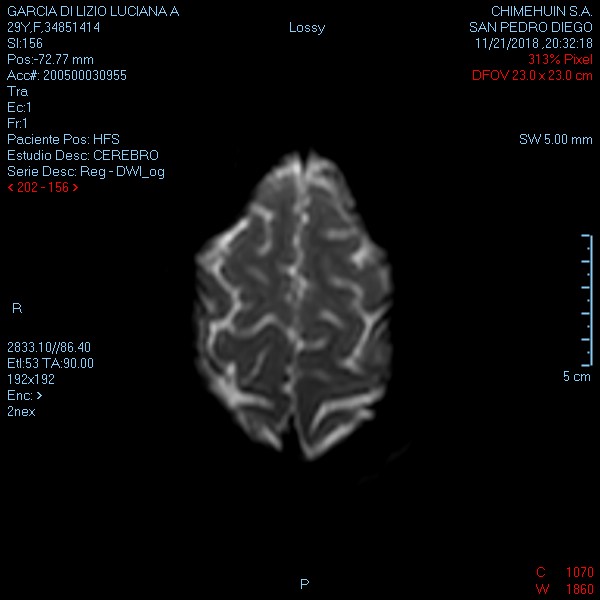 GARCIA DI LIZIO LUCIANA A
29Y,F,34851414
Sl:156
Pos:-72.77 mm
Acc#: 200500030955
Tra
Ec:1
Fr:1
Paciente Pos: HFS
Estudio Desc: CEREBRO
Serie Desc: Reg - DWI_og
< 202 - 156 >
Lossy
CHIMEHUIN S.A.
SAN PEDRO DIEGO
11/21/2018 ,20:32:18
313% Pixel
DFOV 23.0 x 23.0 cm
SW 5.00 mm
R
2833.10//86.40
Etl:53 TA:90.00
192x192
Enc: >
2nex
5 cm
P
C 1070
W 1860